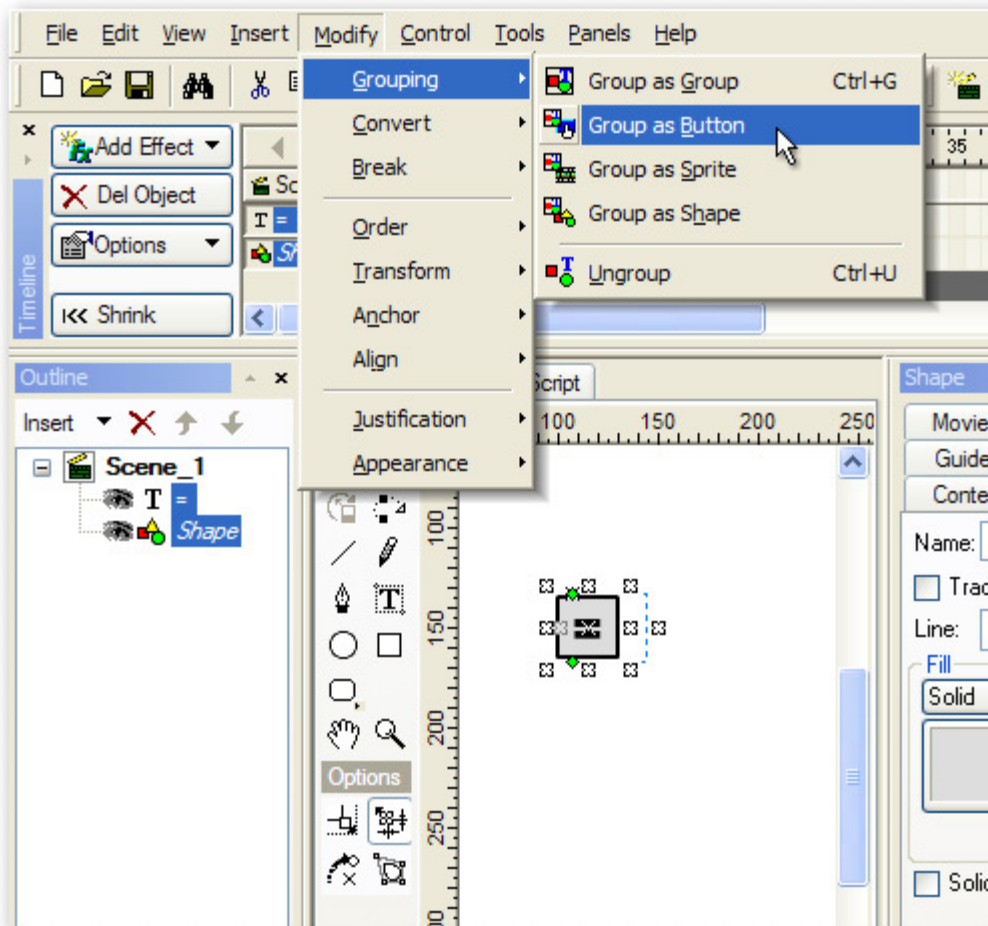 File Edit View Insert Modify Control Tools Panels Help
Grouping
Group as Group Ctrl+G
Convert
Group as Button
Break
Group as Sprite
Group as Shape
Order
Transform
Ungroup Ctrl+U
Anchor
Align
Justification
Appearance
Add Effect
Del Object
Options
Shrink
Timeline
Sc
T =
Sh
35
Outline
Insert
Scene_1
T =
Shape
Script
100 150 200 250
100
150
200
250
T
Options
Shape
Movie
Guide
Conte
Name:
Trac
Line:
Fill
Solid
Solid